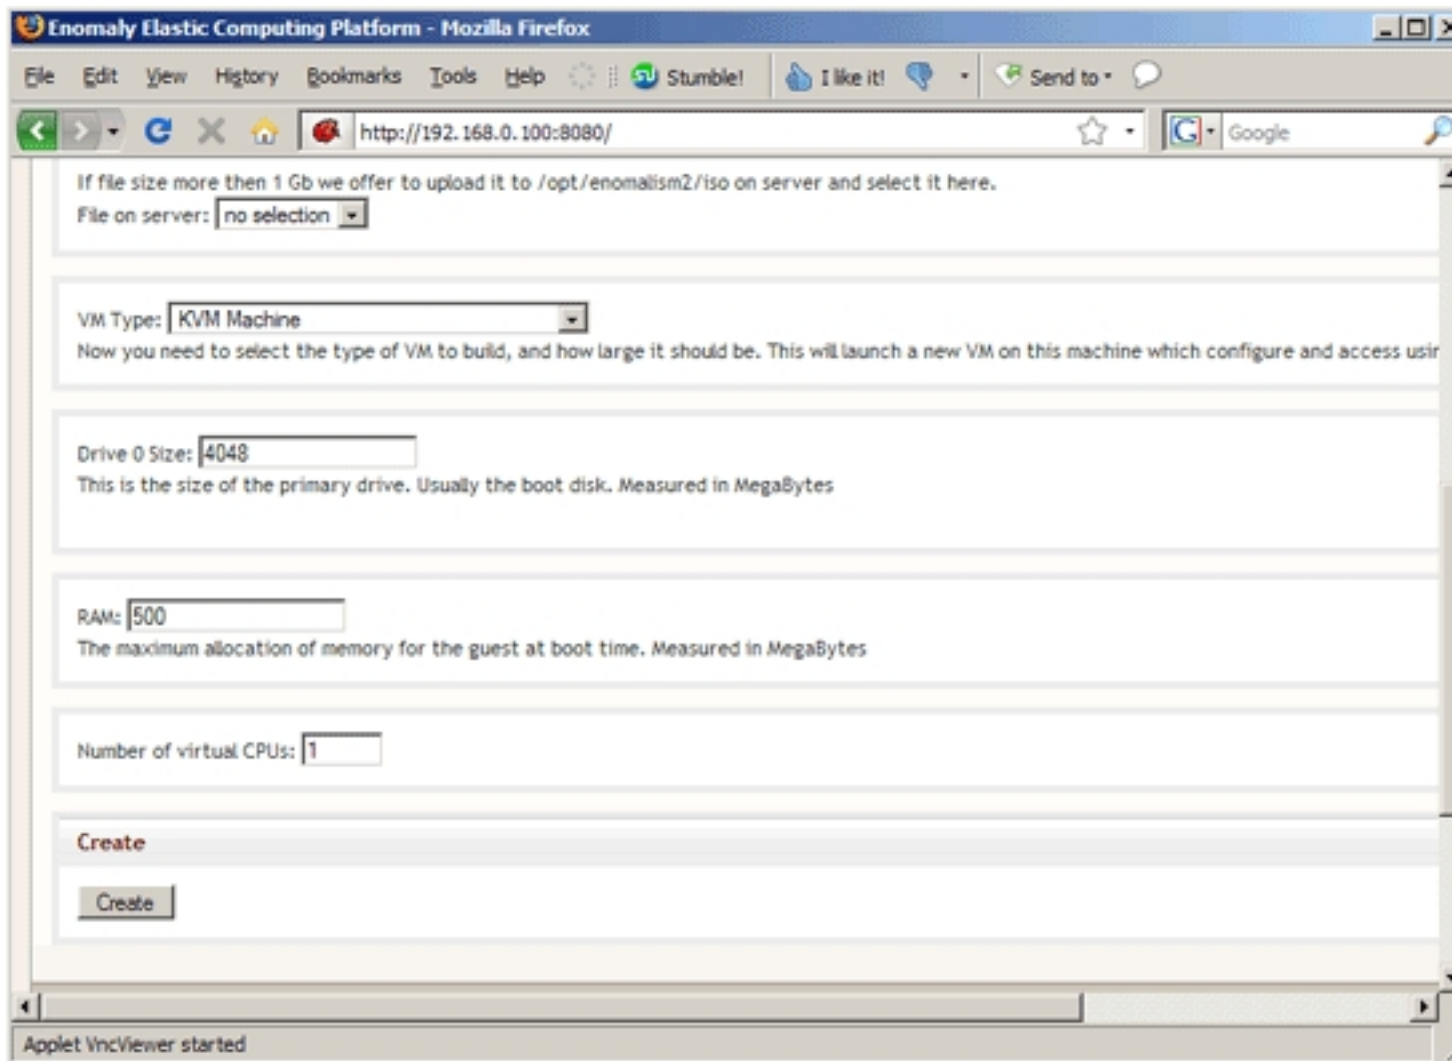 Enomaly Elastic Computing Platform - Mozilla Firefox
File Edit View History Bookmarks Tools Help Stumble! I like it! Send to
http://192.168.0.100:8080/ Google
If file size more then 1 Gb we offer to upload it to /opt/enomalism2/iso on server and select it here.
File on server: no selection
VM Type: KVM Machine
Now you need to select the type of VM to build, and how large it should be. This will launch a new VM on this machine which configure and access usin
Drive 0 Size: 4048
This is the size of the primary drive. Usually the boot disk. Measured in MegaBytes
RAM: 500
The maximum allocation of memory for the guest at boot time. Measured in MegaBytes
Number of virtual CPUs: 1
Create
Create
Applet VncViewer started